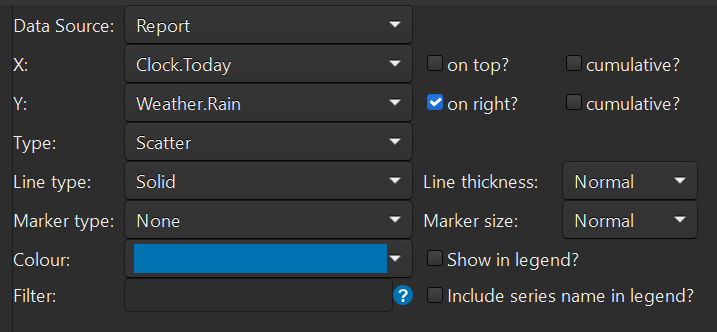 Data Source: Report
X: Clock.Today on top? cumulative?
Y: Weather.Rain on right? cumulative?
Type: Scatter
Line type: Solid Line thickness: Normal
Marker type: None Marker size: Normal
Colour: Show in legend?
Filter: ? Include series name in legend?